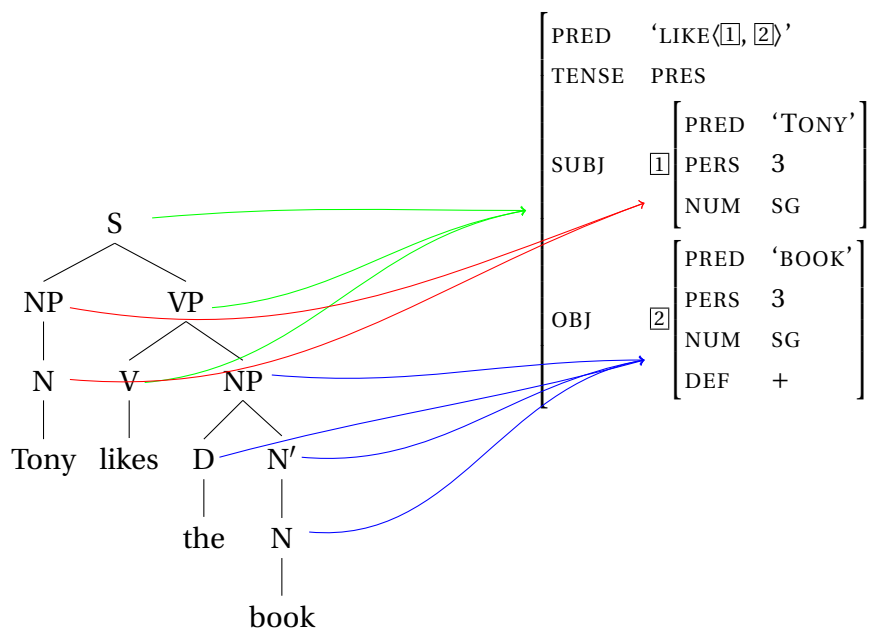 PRED ‘LIKE⟨1, 2⟩’
TENSE PRES
PRED ‘TONY’
SUBJ 1 PERS 3
NUM SG
PRED ‘BOOK’
PERS 3
OBJ 2
NUM SG
DEF +
S
NP VP
N V NP
Tony likes D N′
the N
book